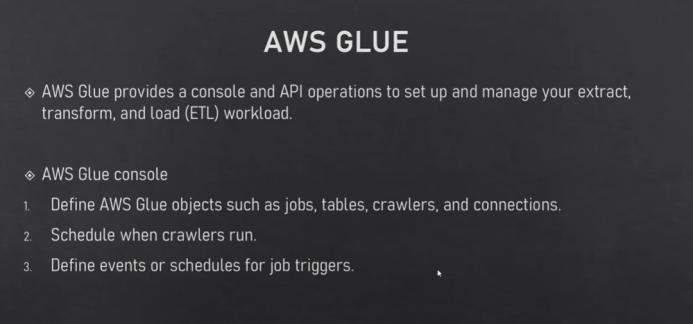 AWS GLUE
AWS Glue provides a console and API operations to set up and manage your extract,
transform, and load (ETL) workload.
AWS Glue console
1. Define AWS Glue objects such as jobs, tables, crawlers, and connections.
2. Schedule when crawlers run.
3. Define events or schedules for job triggers.